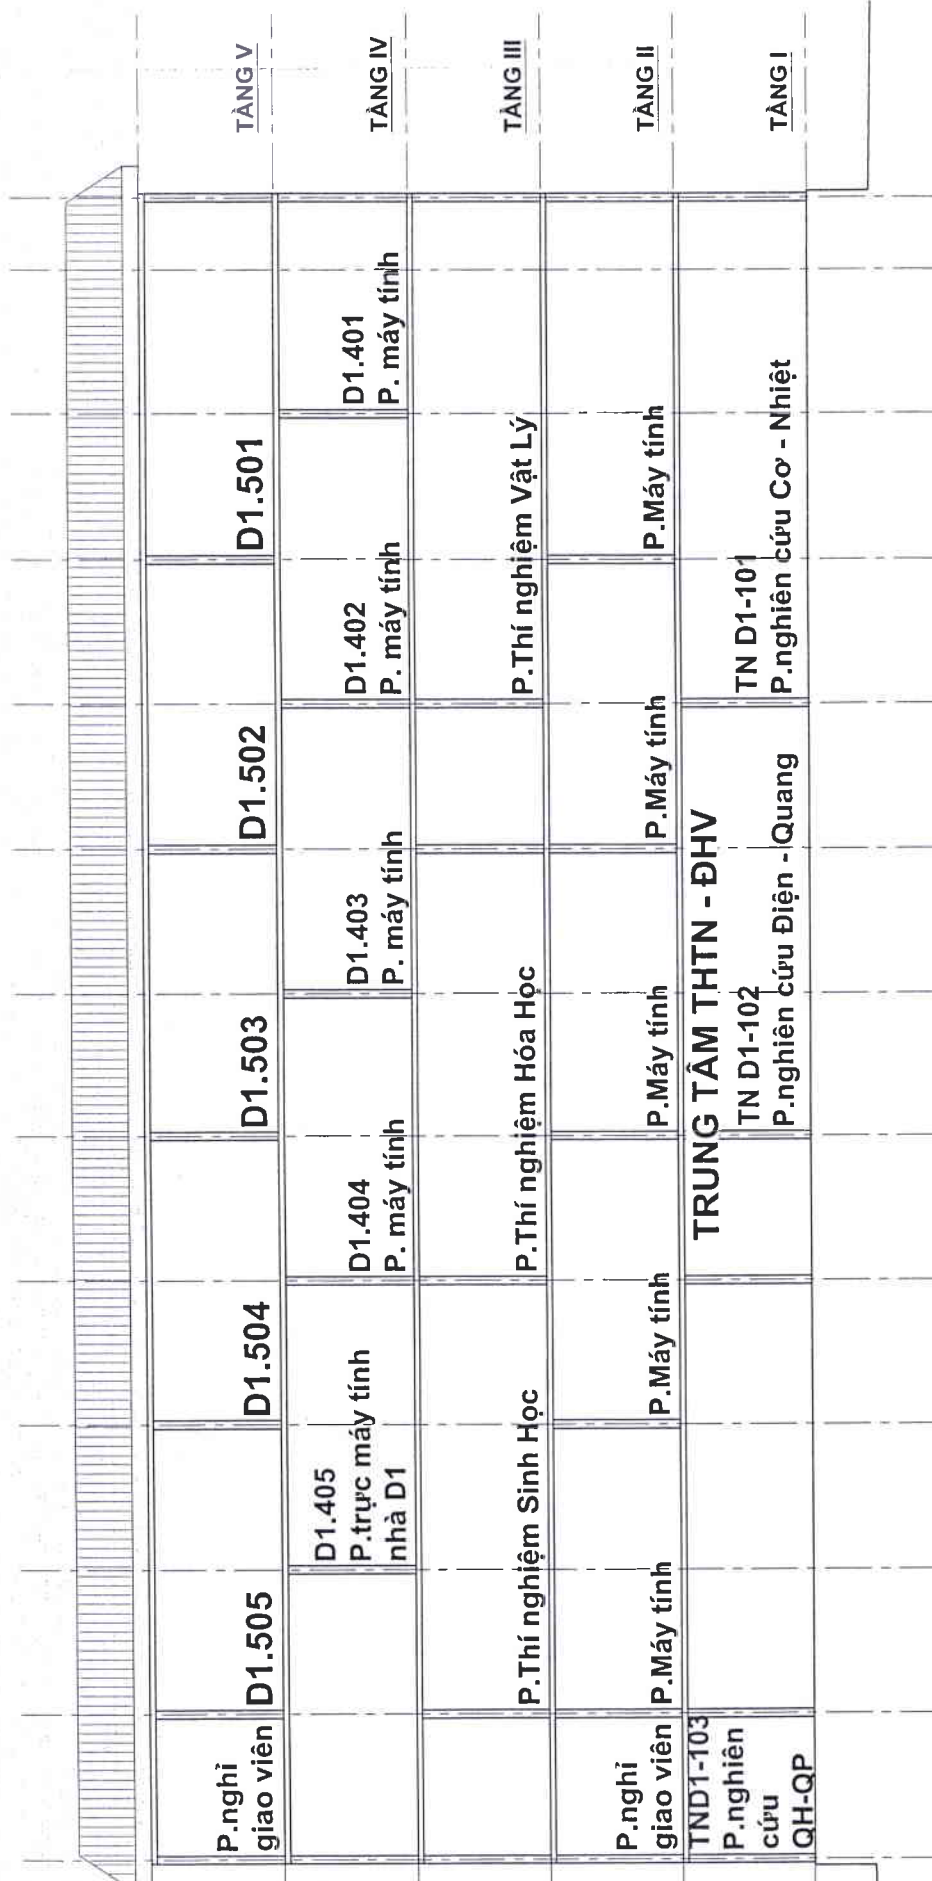 P.nghỉ
giao viên
D1.505
D1.504
D1.503
D1.502
D1.501
TẦNG V
D1.405
P.trực máy tính
nhà D1
D1.404
P. máy tính
D1.403
P. máy tính
D1.402
P. máy tính
D1.401
P. máy tính
TẦNG IV
P.Thí nghiệm Sinh Học
P.Thí nghiệm Hóa Học
P.Thí nghiệm Vật Lý
TẦNG III
P.nghỉ
giao viên
P.Máy tính
P.Máy tính
P.Máy tính
P.Máy tính
P.Máy tính
TẦNG II
TND1-103
P.nghiên
cứu
QH-QP
TRUNG TÂM THTN - ĐHV
TN D1-102
P.nghiên cứu Điện - Quang
TN D1-101
P.nghiên cứu Cơ - Nhiệt
TẦNG I